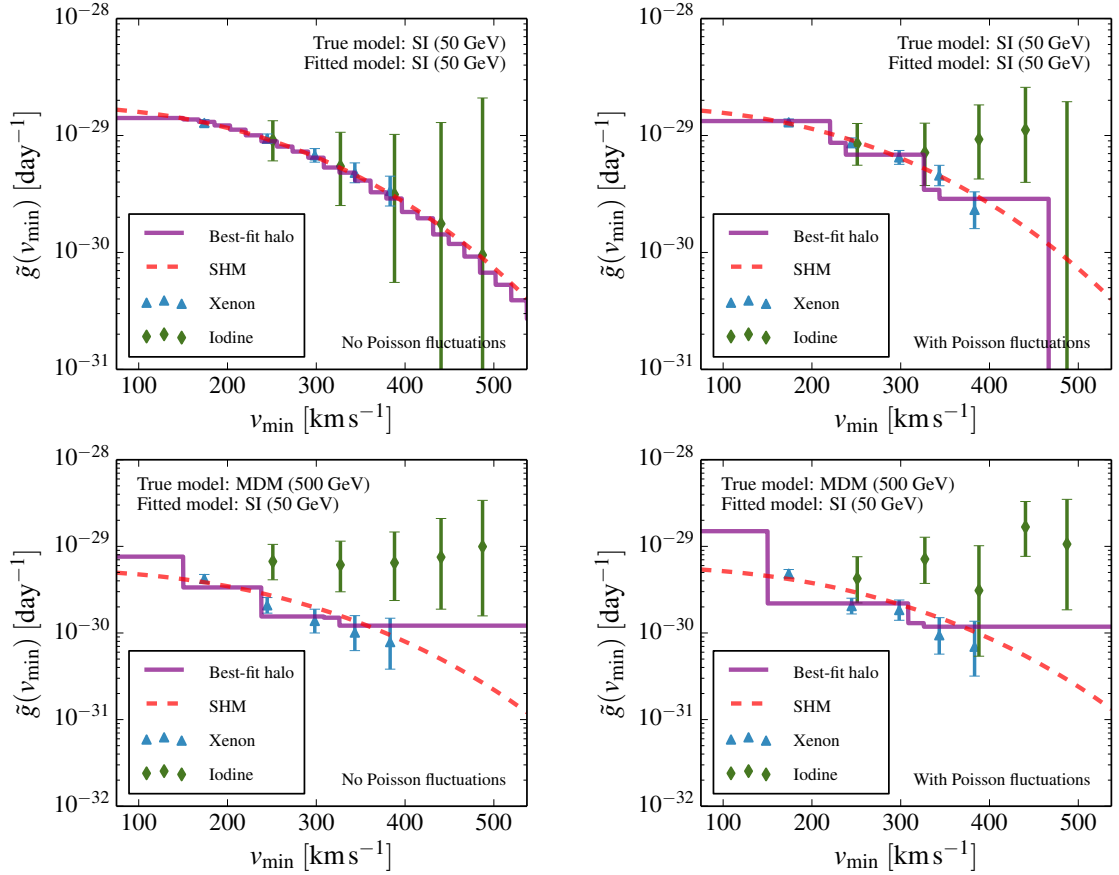 10⁻²⁸
10⁻²⁹
10⁻³⁰
10⁻³¹
g̃(v_min) [day⁻¹]
True model: SI (50 GeV)
Fitted model: SI (50 GeV)
Best-fit halo
SHM
Xenon
Iodine
No Poisson fluctuations
100 200 300 400 500
v_min [km s⁻¹]
10⁻²⁸
10⁻²⁹
10⁻³⁰
10⁻³¹
g̃(v_min) [day⁻¹]
True model: SI (50 GeV)
Fitted model: SI (50 GeV)
Best-fit halo
SHM
Xenon
Iodine
With Poisson fluctuations
100 200 300 400 500
v_min [km s⁻¹]
10⁻²⁸
10⁻²⁹
10⁻³⁰
10⁻³¹
10⁻³²
g̃(v_min) [day⁻¹]
True model: MDM (500 GeV)
Fitted model: SI (50 GeV)
Best-fit halo
SHM
Xenon
Iodine
No Poisson fluctuations
100 200 300 400 500
v_min [km s⁻¹]
10⁻²⁸
10⁻²⁹
10⁻³⁰
10⁻³¹
10⁻³²
g̃(v_min) [day⁻¹]
True model: MDM (500 GeV)
Fitted model: SI (50 GeV)
Best-fit halo
SHM
Xenon
Iodine
With Poisson fluctuations
100 200 300 400 500
v_min [km s⁻¹]